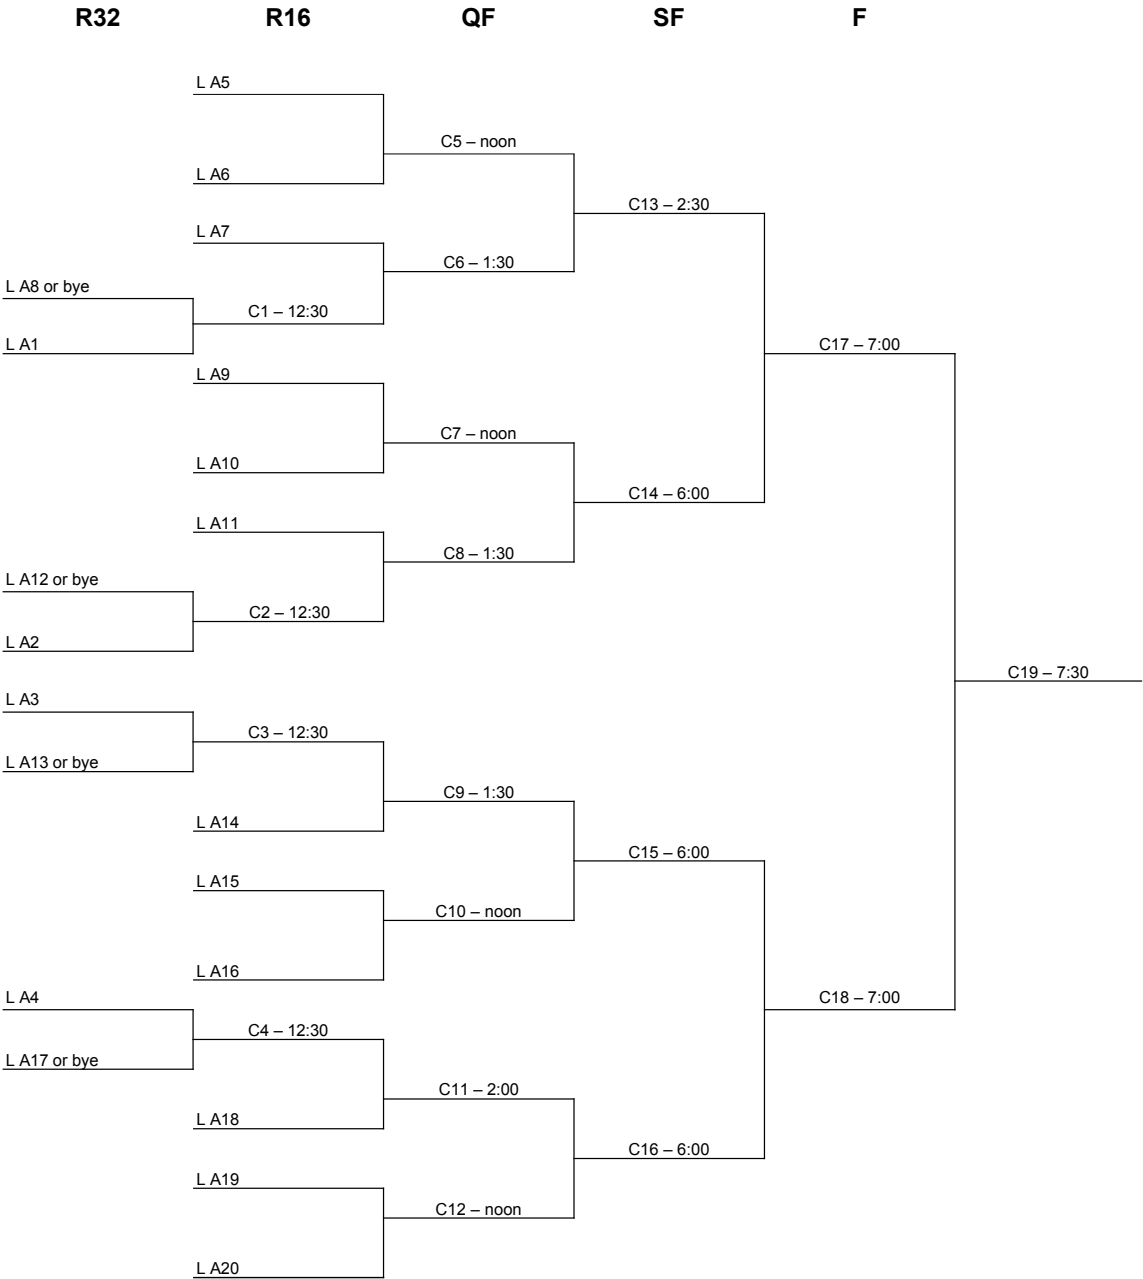 R32 R16 QF SF F
L A5
C5 – noon
L A6
C13 – 2:30
L A7
C6 – 1:30
L A8 or bye
C1 – 12:30
L A1
C17 – 7:00
L A9
C7 – noon
L A10
C14 – 6:00
L A11
C8 – 1:30
L A12 or bye
C2 – 12:30
L A2
C19 – 7:30
L A3
C3 – 12:30
L A13 or bye
C9 – 1:30
L A14
C15 – 6:00
L A15
C10 – noon
L A16
L A4
C18 – 7:00
C4 – 12:30
L A17 or bye
C11 – 2:00
L A18
C16 – 6:00
L A19
C12 – noon
L A20